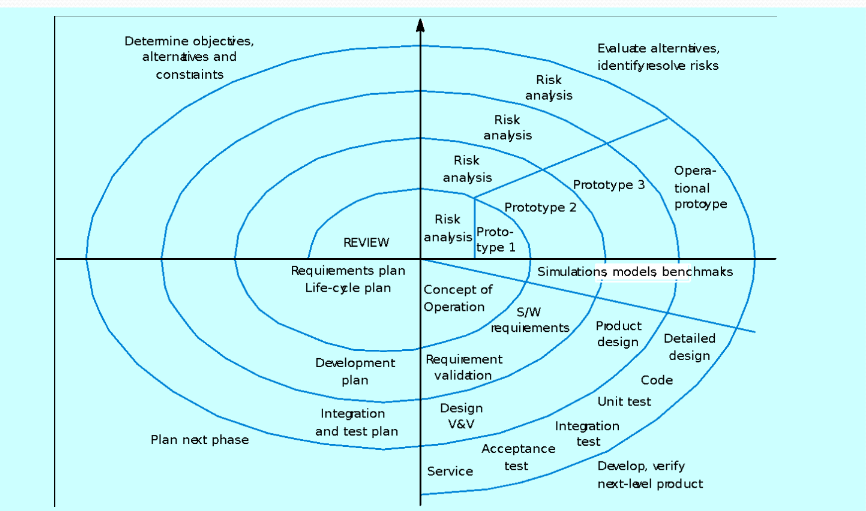 Determine objectives,
alternatives and
constraints
Evaluate alternatives,
identify resolve risks
Risk
analysis
Risk
analysis
Risk
analysis
Risk
analysis
Proto-
type 1
Prototype 2
Prototype 3
Opera-
tional
protoype
REVIEW
Requirements plan
Life-cycle plan
Simulations, models, benchmaks
Concept of
Operation
S/W
requirements
Product
design
Detailed
design
Development
plan
Requirement
validation
Code
Unit test
Integration
and test plan
Design
V&V
Integration
test
Plan next phase
Acceptance
test
Service
Develop, verify
next-level product